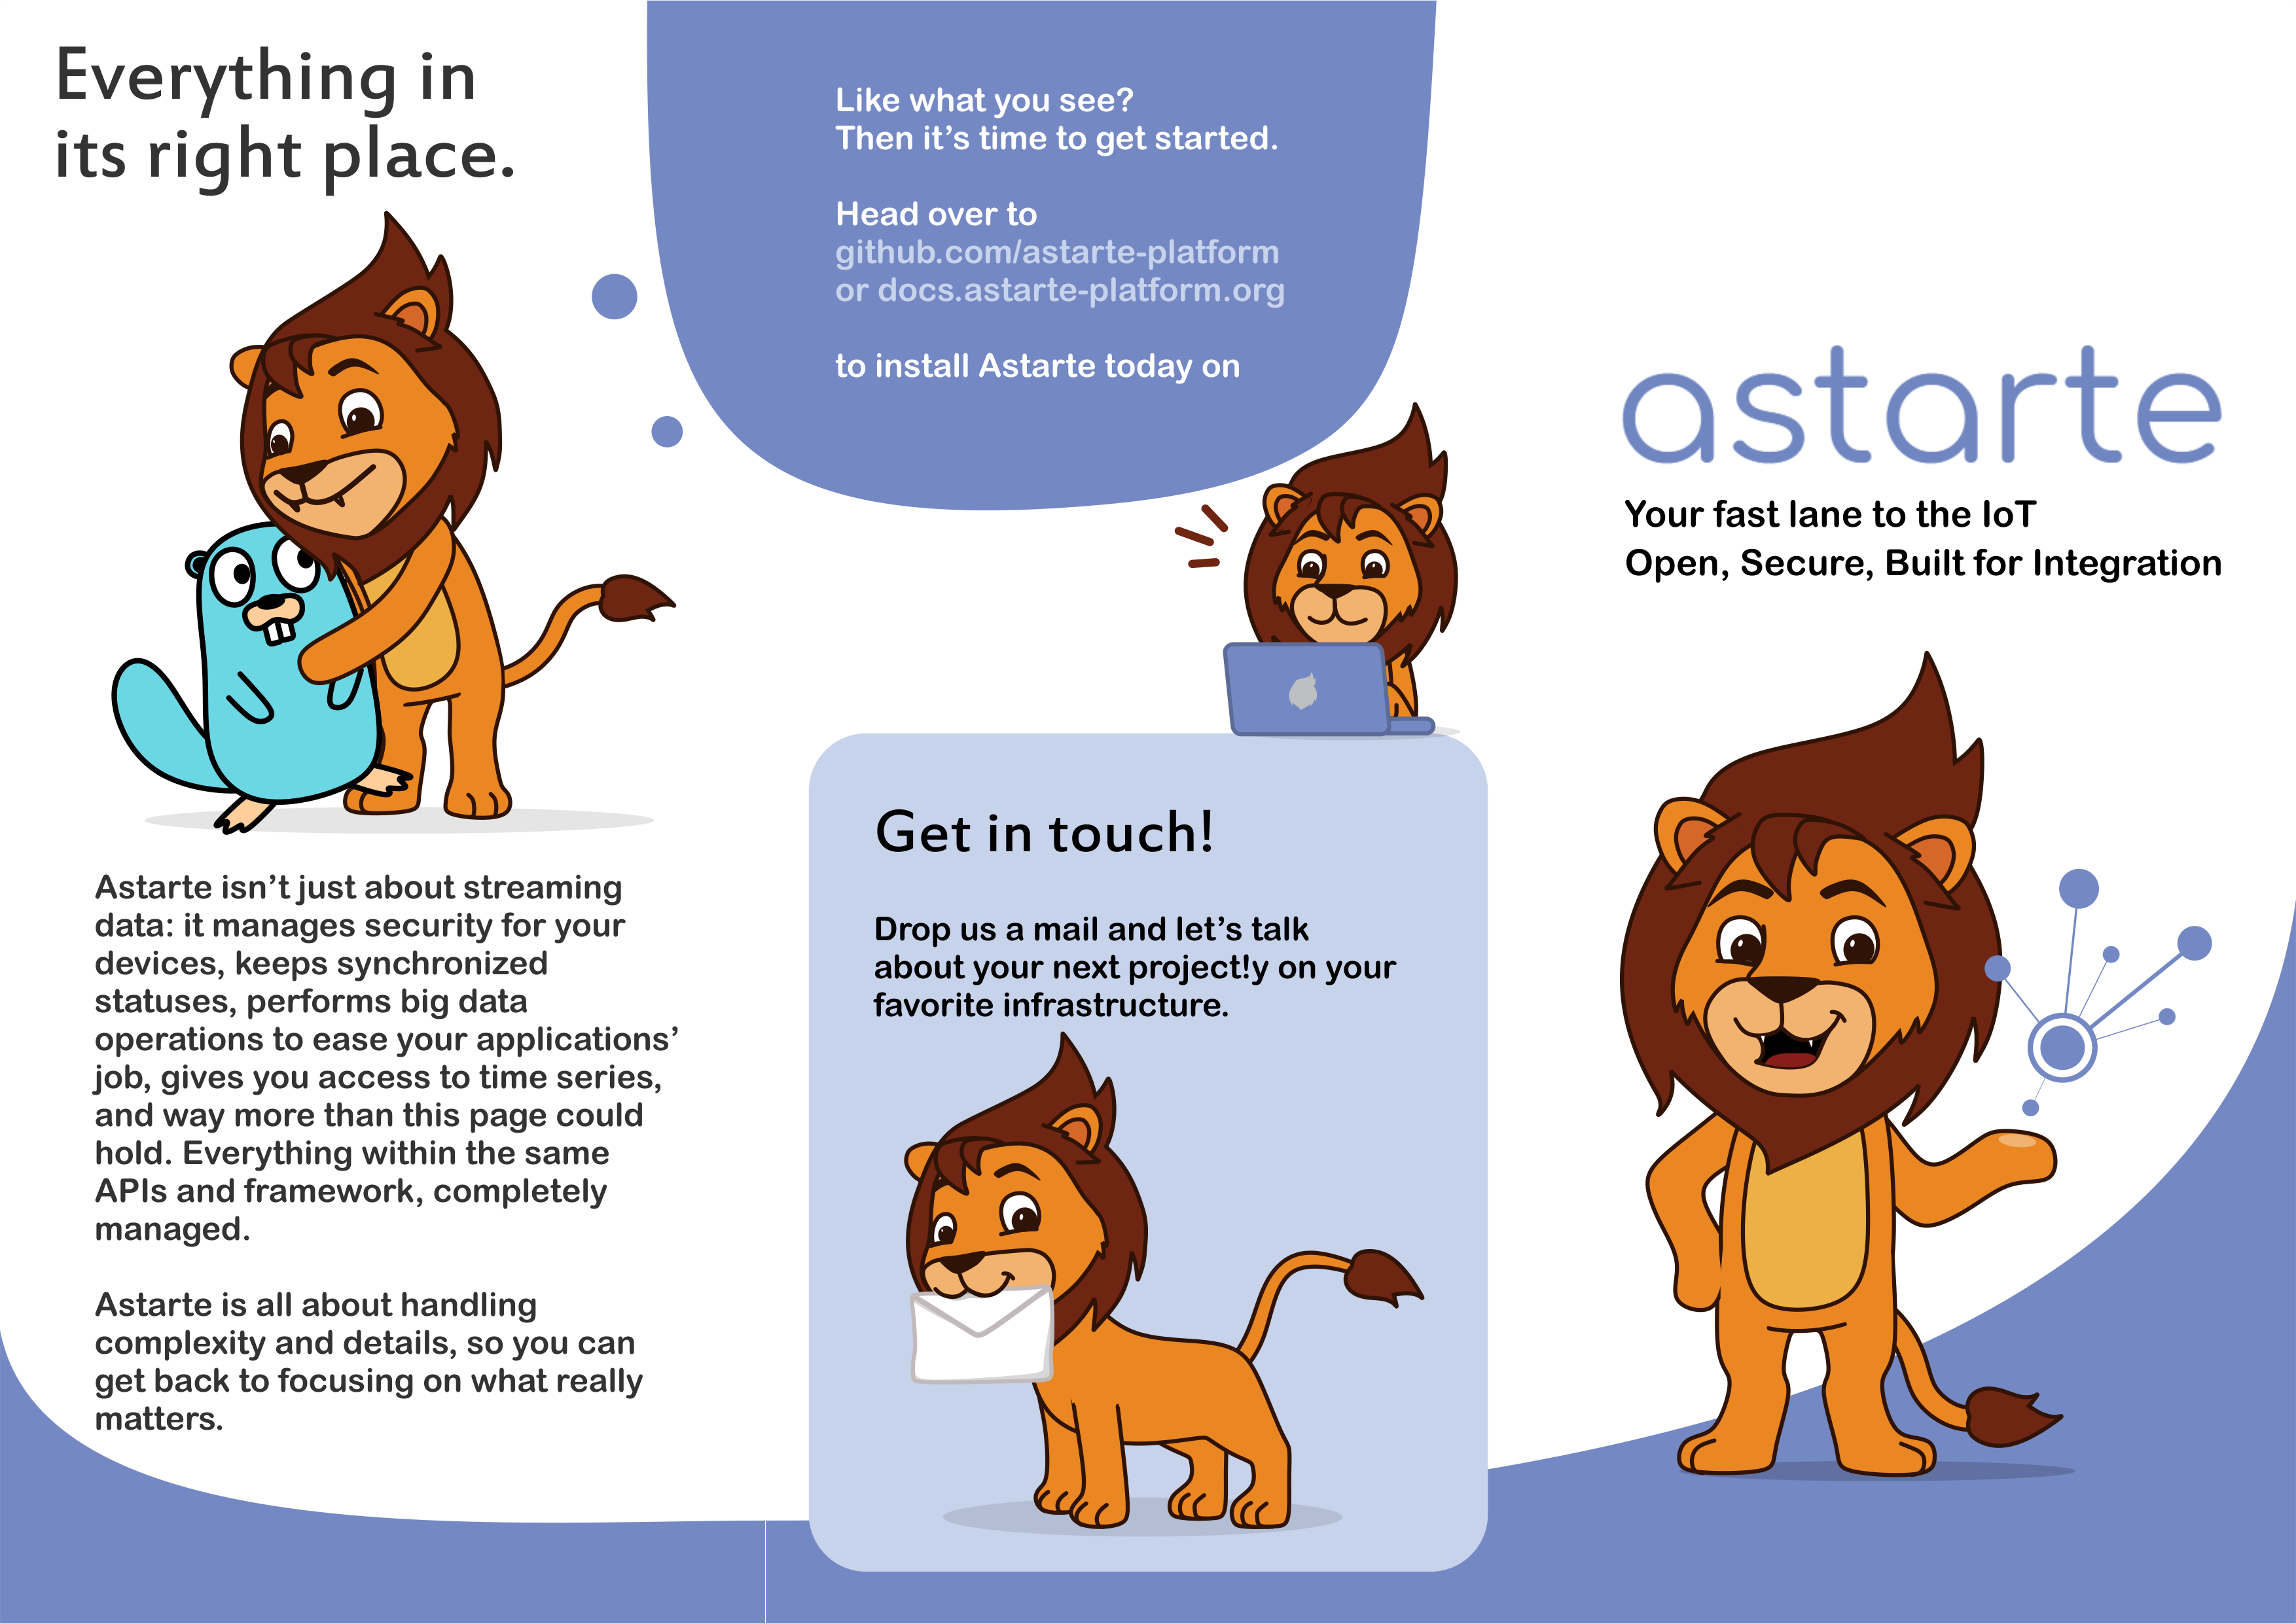 Everything in
its right place.
Astarte isn’t just about streaming
data: it manages security for your
devices, keeps synchronized
statuses, performs big data
operations to ease your applications’
job, gives you access to time series,
and way more than this page could
hold. Everything within the same
APIs and framework, completely
managed.
Astarte is all about handling
complexity and details, so you can
get back to focusing on what really
matters.
Like what you see?
Then it’s time to get started.
Head over to
github.com/astarte-platform
or docs.astarte-platform.org
to install Astarte today on
Get in touch!
Drop us a mail and let’s talk
about your next project!y on your
favorite infrastructure.
astarte
Your fast lane to the IoT
Open, Secure, Built for Integration